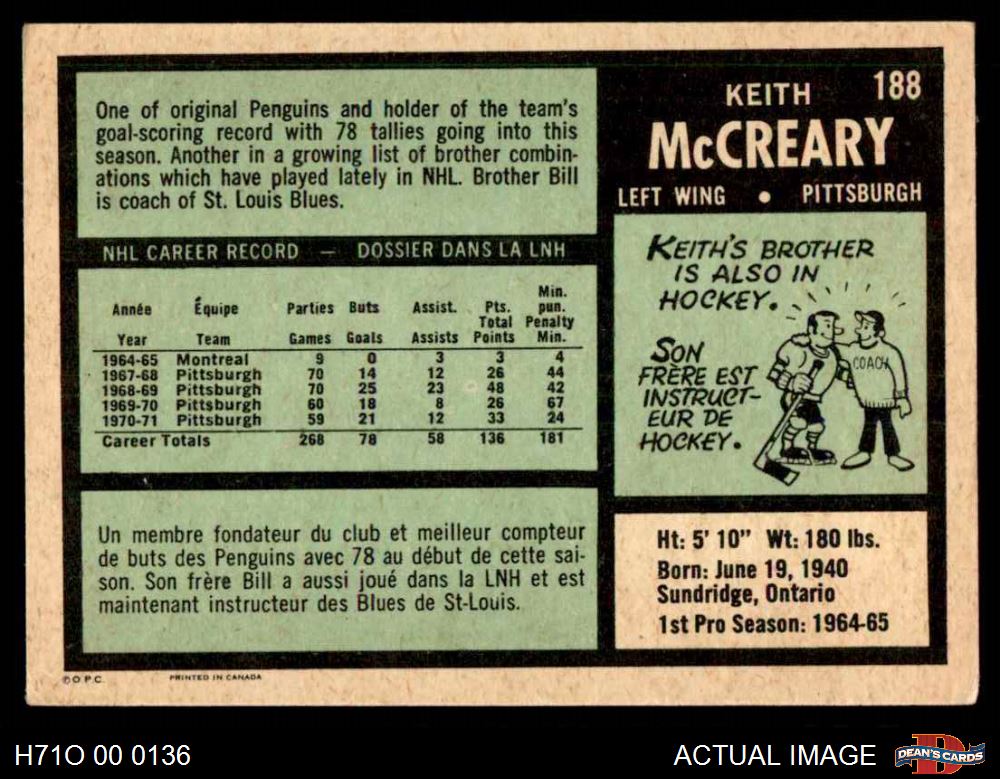 One of original Penguins and holder of the team's
goal-scoring record with 78 tallies going into this
season. Another in a growing list of brother combin-
ations which have played lately in NHL. Brother Bill
is coach of St. Louis Blues.
NHL CAREER RECORD — DOSSIER DANS LA LNH
Année Équipe Parties Buts Assist. Pts. Min. pun.
Year Team Games Goals Assists Total Points Penalty Min.
1964-65 Montreal 9 0 3 3 4
1967-68 Pittsburgh 70 14 12 26 44
1968-69 Pittsburgh 70 25 23 48 42
1969-70 Pittsburgh 60 18 8 26 67
1970-71 Pittsburgh 59 21 12 33 24
Career Totals 268 78 58 136 181
Un membre fondateur du club et meilleur compteur
de buts des Penguins avec 78 au début de cette sai-
son. Son frère Bill a aussi joué dans la LNH et est
maintenant instructeur des Blues de St-Louis.
KEITH 188
McCREARY
LEFT WING • PITTSBURGH
KEITH'S BROTHER
IS ALSO IN
HOCKEY.
SON
FRÈRE EST
INSTRUCT-
EUR DE
HOCKEY.
COACH
Ht: 5' 10" Wt: 180 lbs.
Born: June 19, 1940
Sundridge, Ontario
1st Pro Season: 1964-65
© O.P.C. PRINTED IN CANADA
H71O 00 0136
ACTUAL IMAGE
DEAN'S CARDS